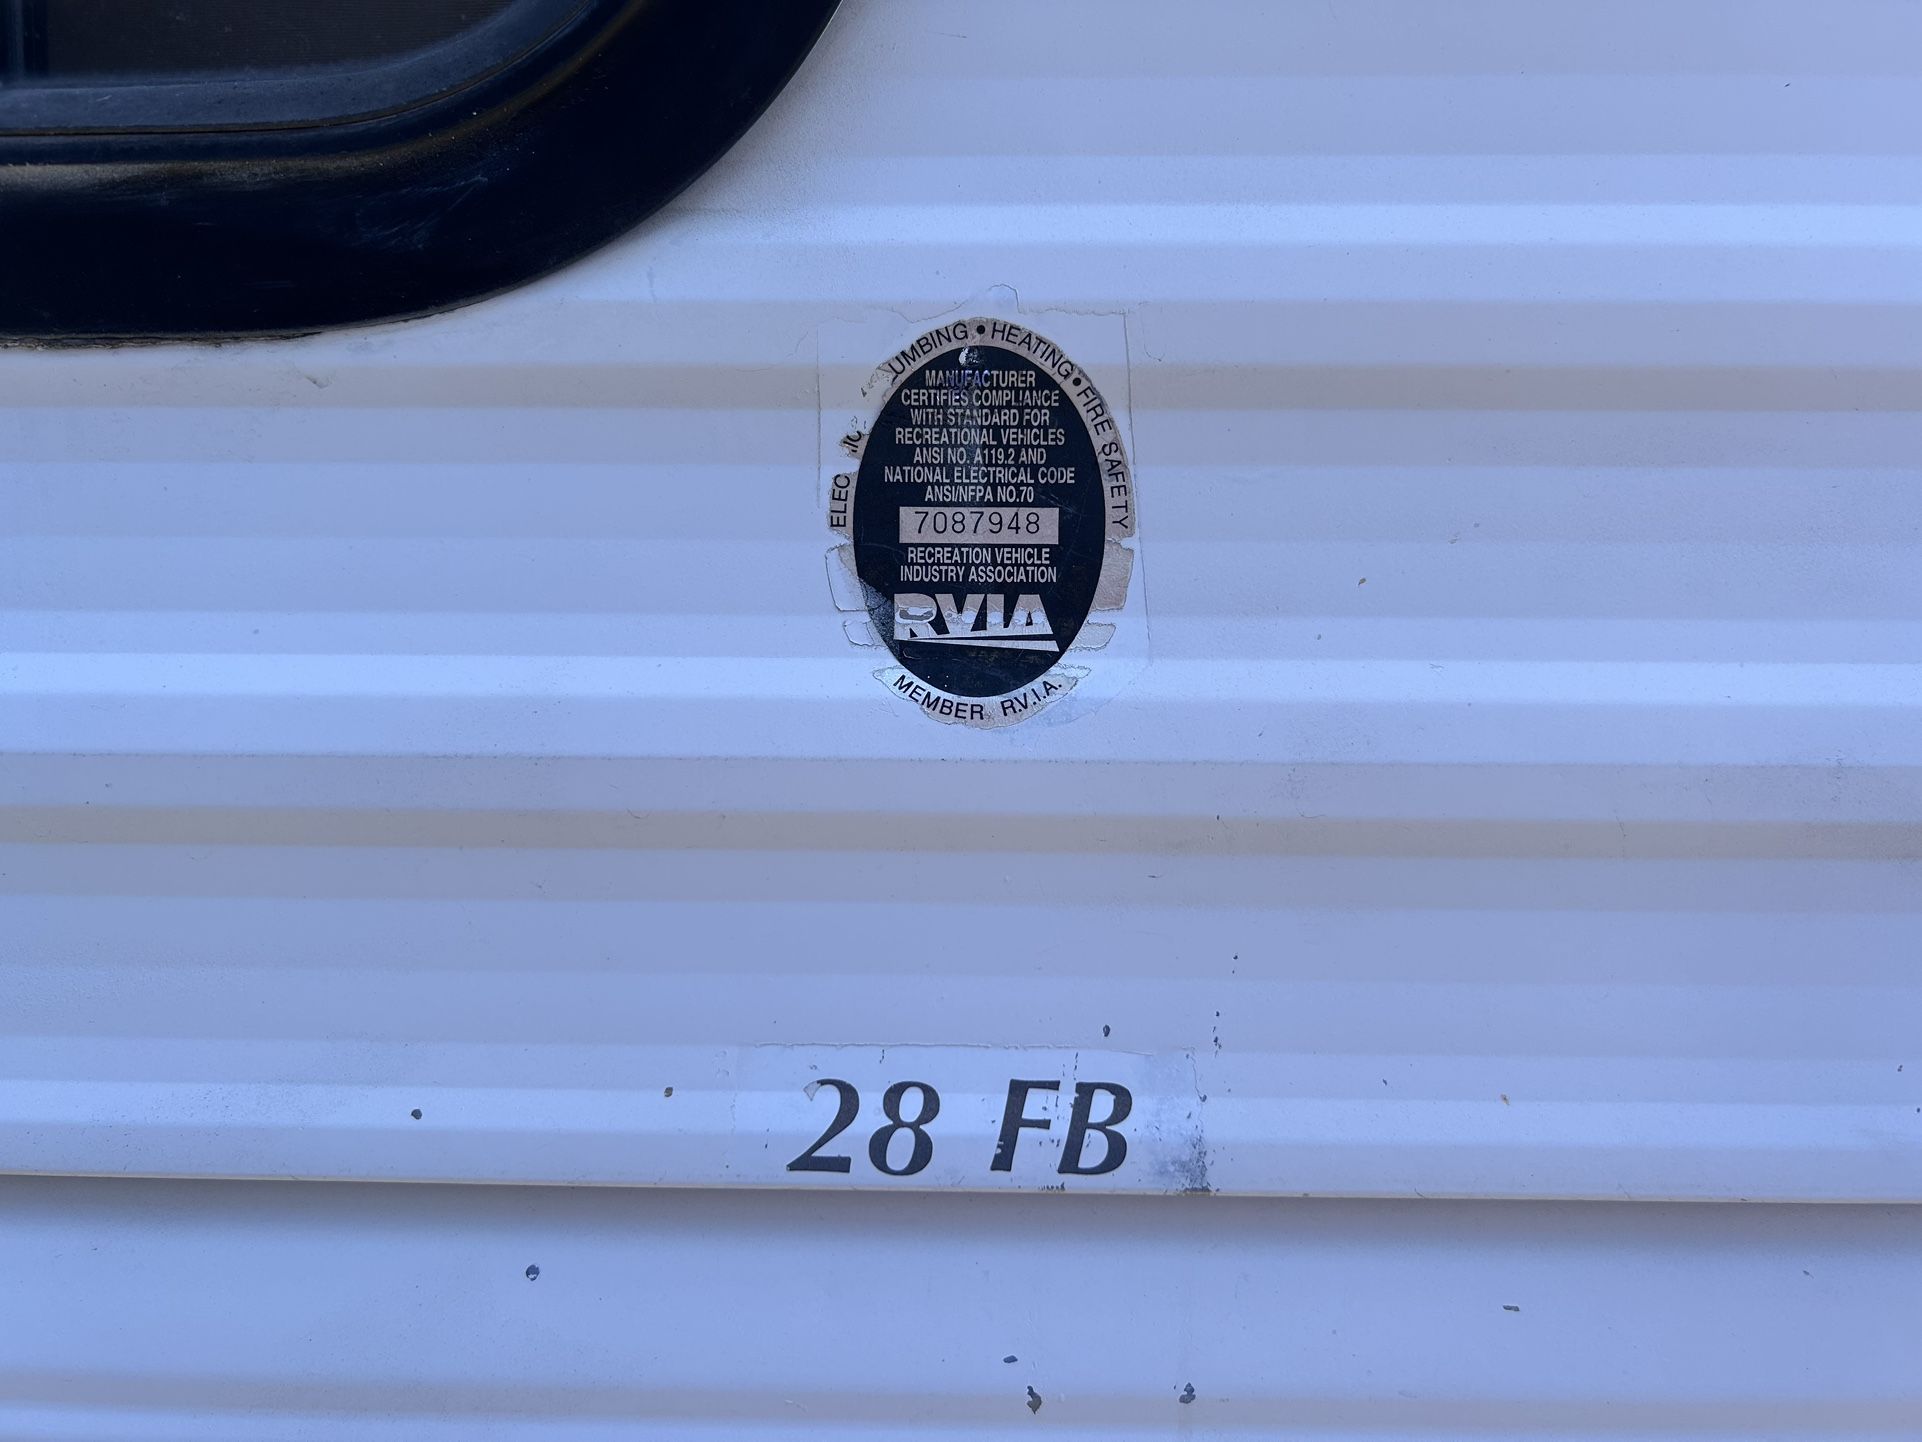 ELEC IC UMBING • HEATING • FIRE SAFETY
MANUFACTURER
CERTIFIES COMPLIANCE
WITH STANDARD FOR
RECREATIONAL VEHICLES
ANSI NO. A119.2 AND
NATIONAL ELECTRICAL CODE
ANSI/NFPA NO.70
7087948
RECREATION VEHICLE
INDUSTRY ASSOCIATION
RVIA
MEMBER R.V.I.A.
28 FB